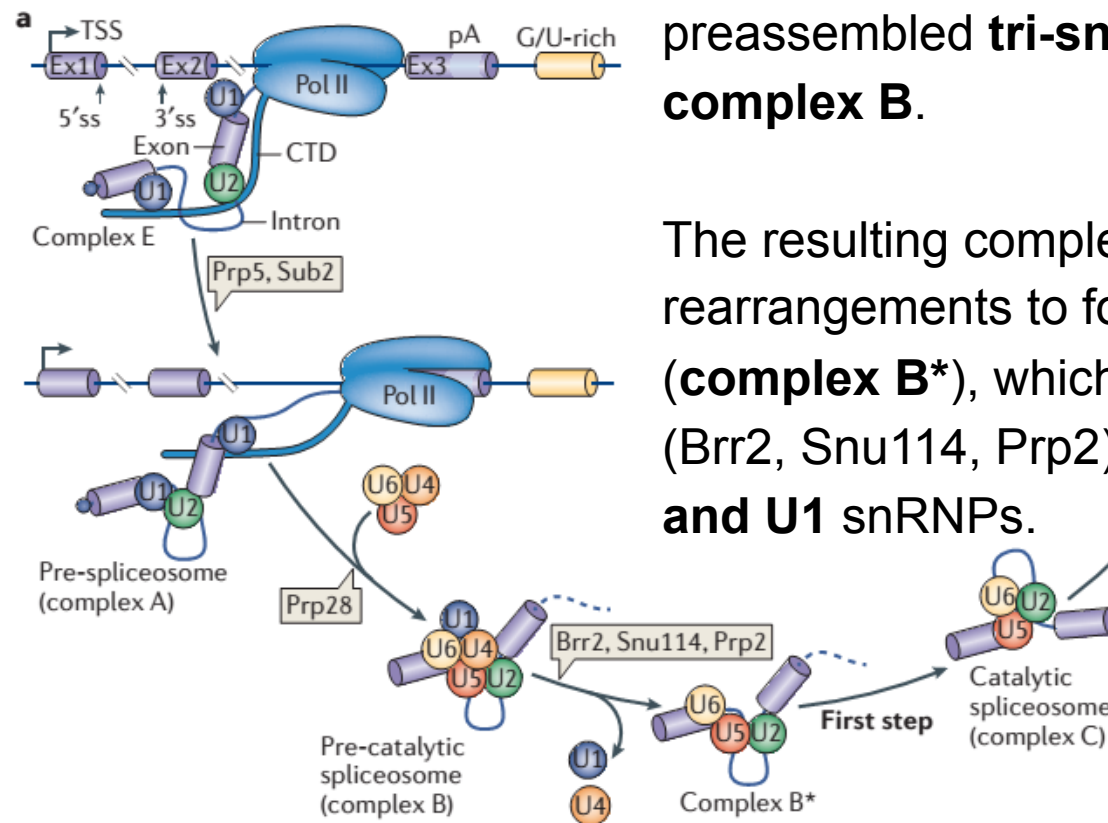 a
TSS
pA
G/U-rich
Ex1
Ex2
Ex3
Pol II
U1
5′ss
3′ss
Exon
CTD
U1
U2
Intron
Complex E
Prp5, Sub2
Pol II
U1
U1
U2
U6
U4
U5
Pre-spliceosome
(complex A)
Prp28
U1
U6
U4
U5
U2
Brr2, Snu114, Prp2
Pre-catalytic
spliceosome
(complex B)
U1
U4
U6
U5
U2
Complex B*
First step
U6
U2
U5
Catalytic
spliceosome
(complex C)
preassembled tri-sn
complex B.
The resulting comple
rearrangements to fo
(complex B*), which
(Brr2, Snu114, Prp2)
and U1 snRNPs.